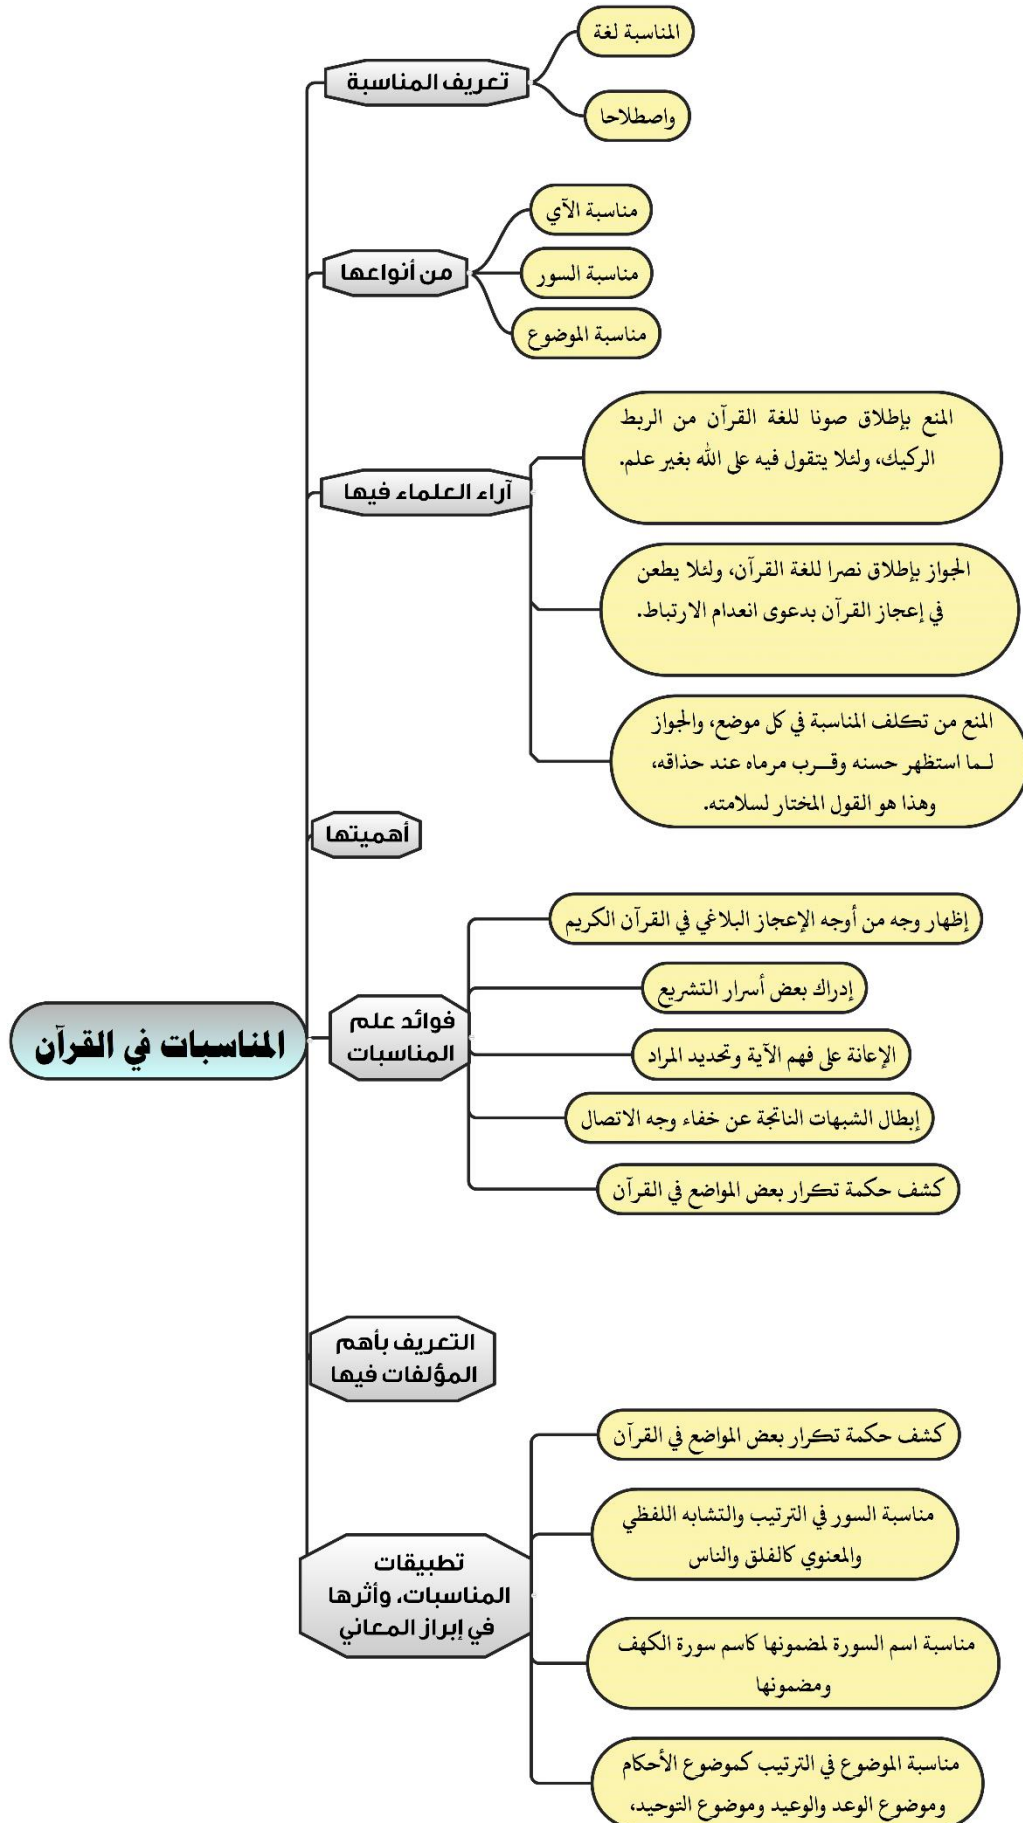 المناسبات في القرآن
تعريف المناسبة
المناسبة لغة
واصطلاحا
من أنواعها
مناسبة الآي
مناسبة السور
مناسبة الموضوع
آراء العلماء فيها
المنع بإطلاق صونا للغة القرآن من الربط
الركيك، ولئلا يتقول فيه على الله بغير علم.
الجواز بإطلاق نصرا للغة القرآن، ولئلا يطعن
في إعجاز القرآن بدعوى انعدام الارتباط.
المنع من تكلف المناسبة في كل موضع، والجواز
لـما استظهر حسنه وقـرب مرماه عند حذاقه،
وهذا هو القول المختار لسلامته.
أهميتها
فوائد علم
المناسبات
إظهار وجه من أوجه الإعجاز البلاغي في القرآن الكريم
إدراك بعض أسرار التشريع
الإعانة على فهم الآية وتحديد المراد
إبطال الشبهات الناتجة عن خفاء وجه الاتصال
كشف حكمة تكرار بعض المواضع في القرآن
التعريف بأهم
المؤلفات فيها
تطبيقات
المناسبات، وأثرها
في إبراز المعاني
كشف حكمة تكرار بعض المواضع في القرآن
مناسبة السور في الترتيب والتشابه اللفظي
والمعنوي كالفلق والناس
مناسبة اسم السورة لمضمونها كاسم سورة الكهف
ومضمونها
مناسبة الموضوع في الترتيب كموضوع الأحكام
وموضوع الوعد والوعيد وموضوع التوحيد،